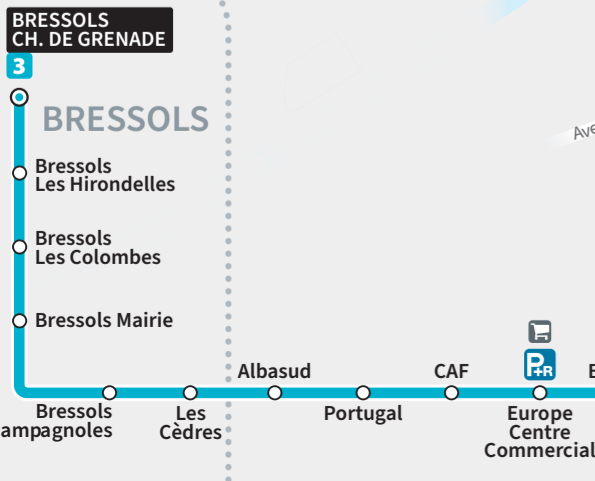 BRESSOLS
CH. DE GRENADE
3
BRESSOLS
Ave
Bressols
Les Hirondelles
Bressols
Les Colombes
Bressols Mairie
P+R
Albasud
CAF
Bressols
ampagnoles
Les
Cèdres
Portugal
Europe
Centre
Commercial